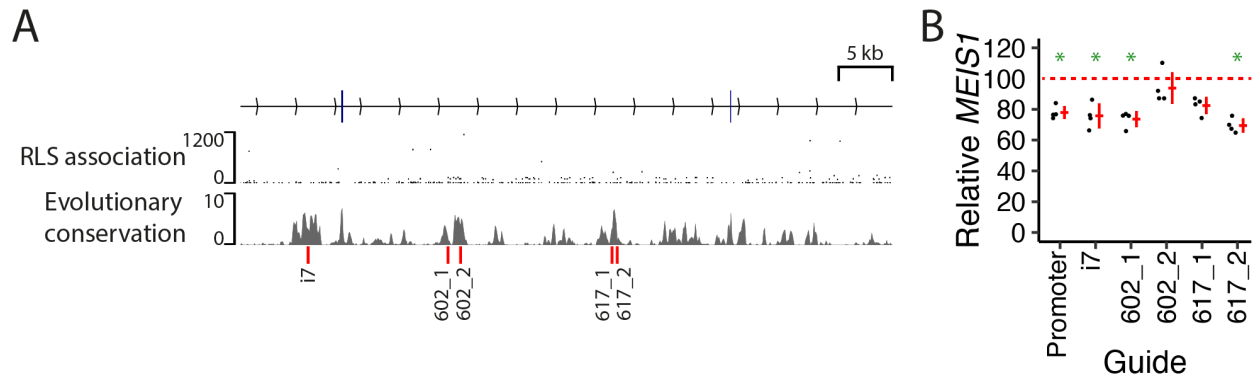 A
5 kb
RLS association
1200
0
Evolutionary
conservation
10
0
i7
602_1
602_2
617_1
617_2
B
Relative MEIS1
120
100
80
60
40
20
0
* * * *
Promoter
i7
602_1
602_2
617_1
617_2
Guide